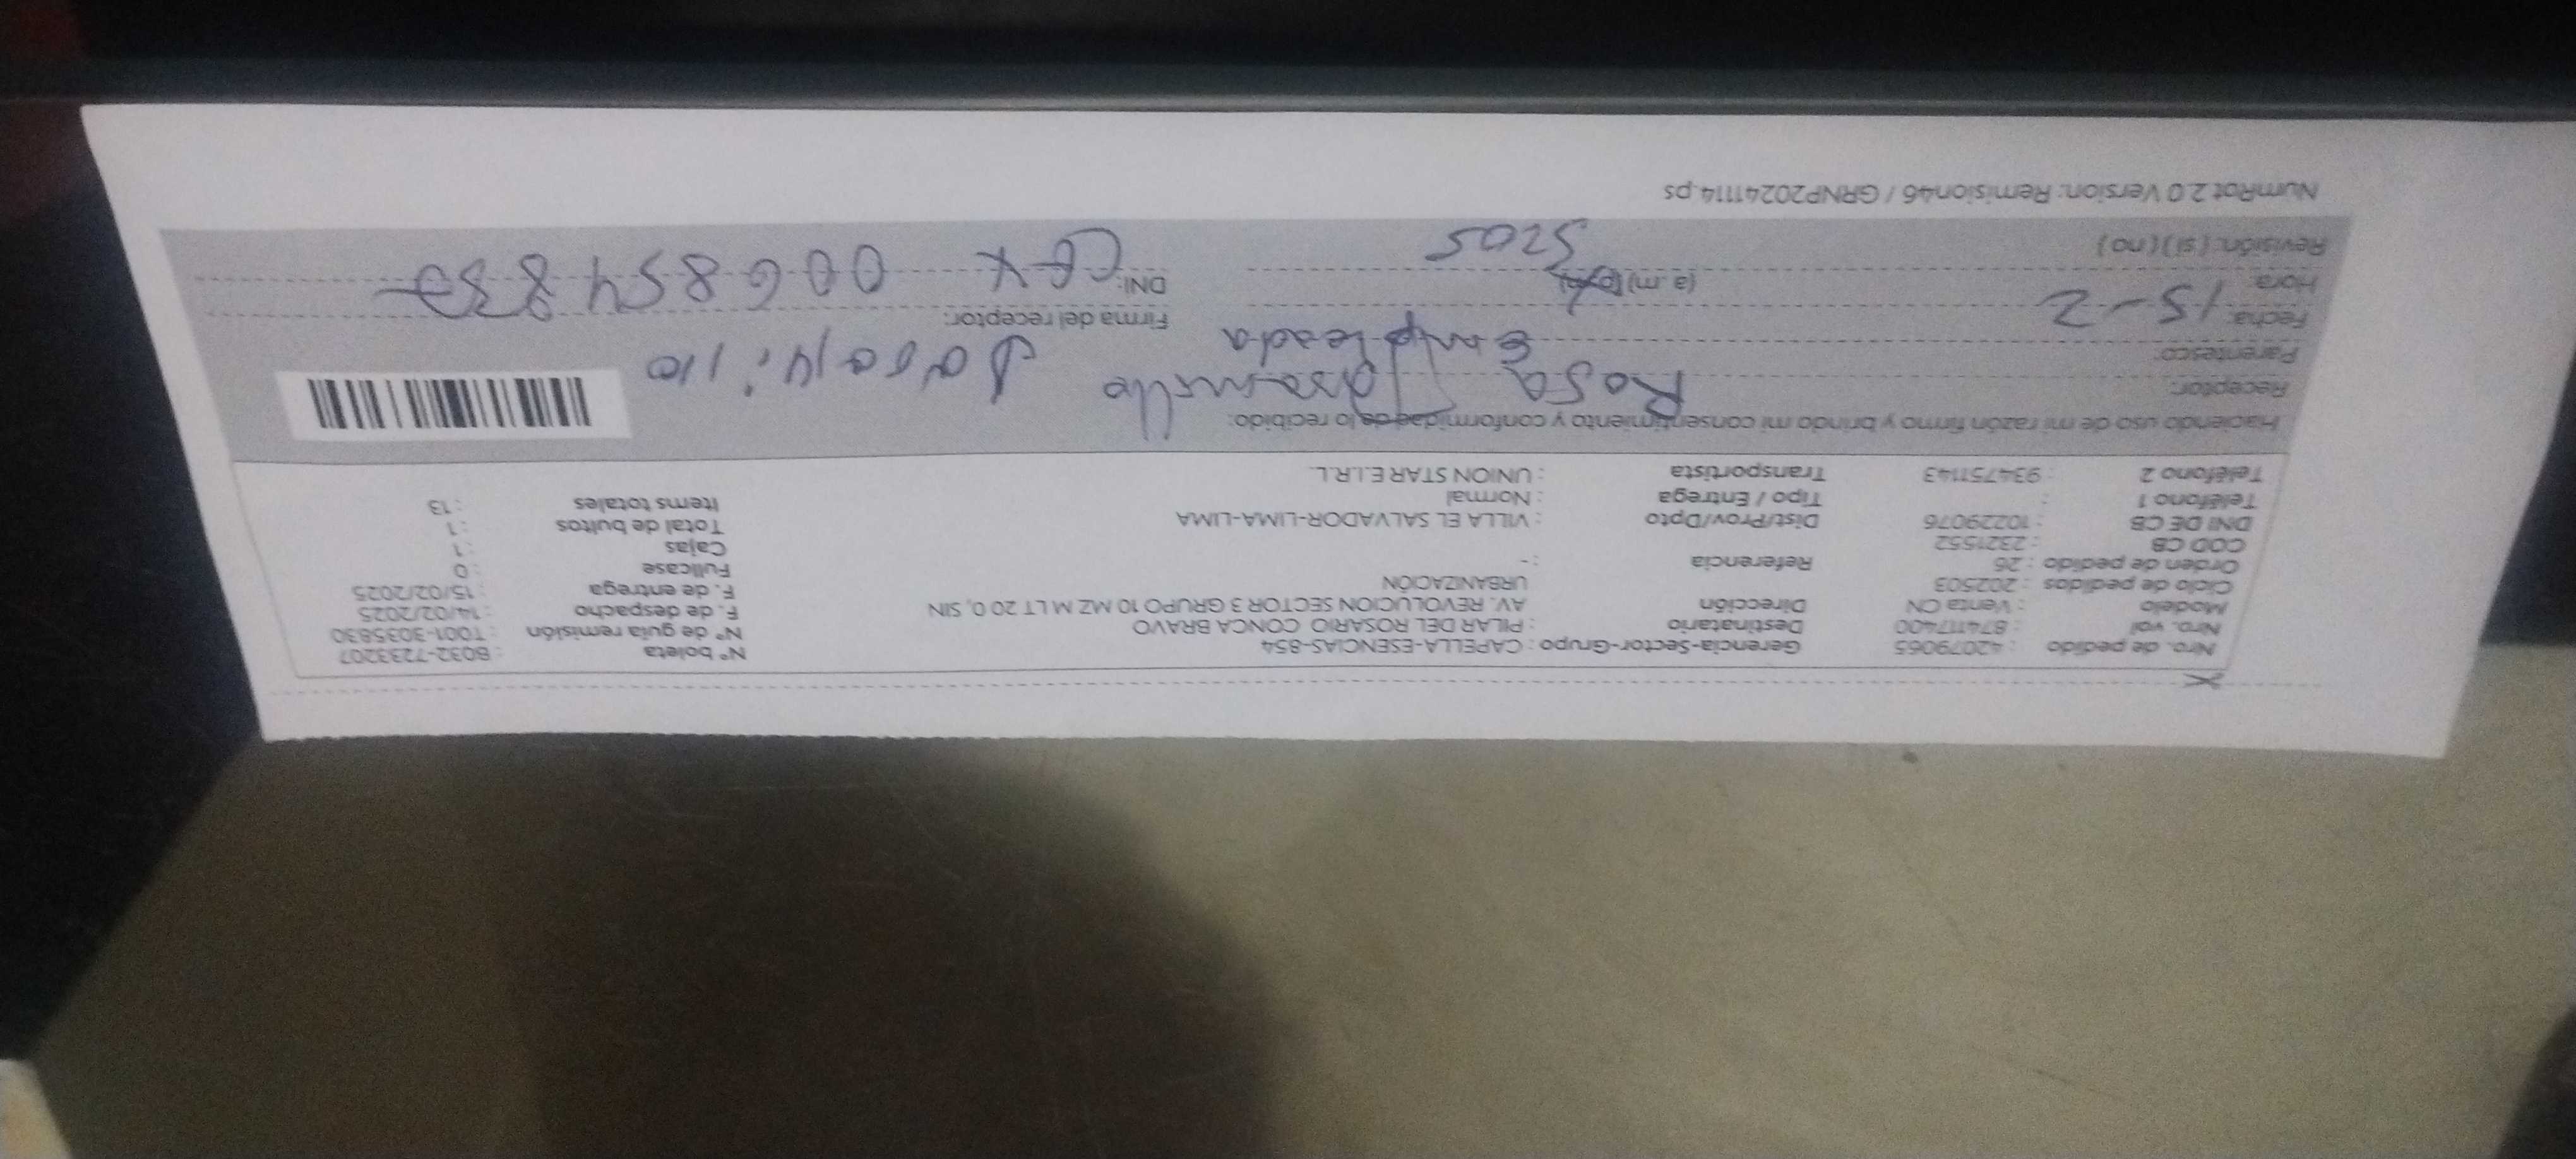 Nro. de pedido : 42079065 Gerencia-Sector-Grupo : CAPELLA-ESENCIAS-854 N° boleta : B032-7233207
Nro. vol : 874117400 Destinatario : PILAR DEL ROSARIO CONCA BRAVO N° de guía remisión : T001-3035830
Modelo : Venta CN Dirección AV. REVOLUCION SECTOR 3 GRUPO 10 MZ M LT 20 0, SIN F. de despacho : 14/02/2025
Ciclo de pedidos : 202503 URBANIZACIÓN F. de entrega : 15/02/2025
Orden de pedido : 26 Referencia : - Fullcase : 0
COD CB : 2321552 Cajas : 1
DNI DE CB : 10229076 Dist/Prov/Dpto : VILLA EL SALVADOR-LIMA-LIMA Total de bultos : 1
Teléfono 1 : Tipo / Entrega : Normal Items totales : 13
Teléfono 2 : 934751143 Transportista : UNION STAR E.I.R.L.
Haciendo uso de mi razón firmo y brindo mi consentimiento y conformidad de lo recibido:
Receptor: Rosa
Parentesco: Empleada
Fecha: 15-2 Firma del receptor:
Hora: (a.m) DNI: CEX 006854839
Revisión: (si) (no) 5205
NumRot 2.0 Version: Remision46 / GRNP20241114.ps